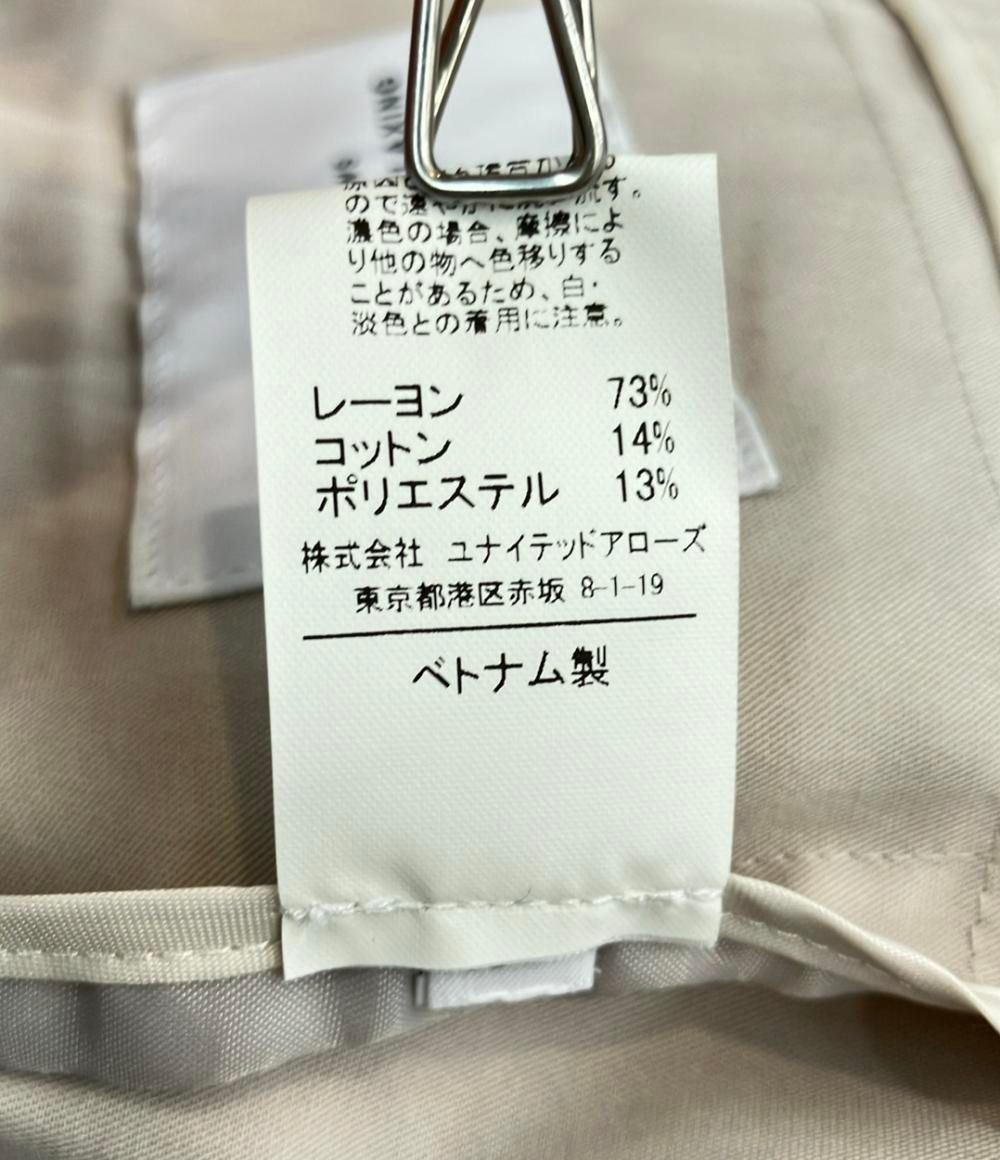 ので速やかに洗い流す。
濃色の場合、摩擦によ
り他の物へ色移りする
ことがあるため、白・
淡色との着用に注意。
レーヨン 73%
コットン 14%
ポリエステル 13%
株式会社 ユナイテッドアローズ
東京都港区赤坂 8-1-19
ベトナム製